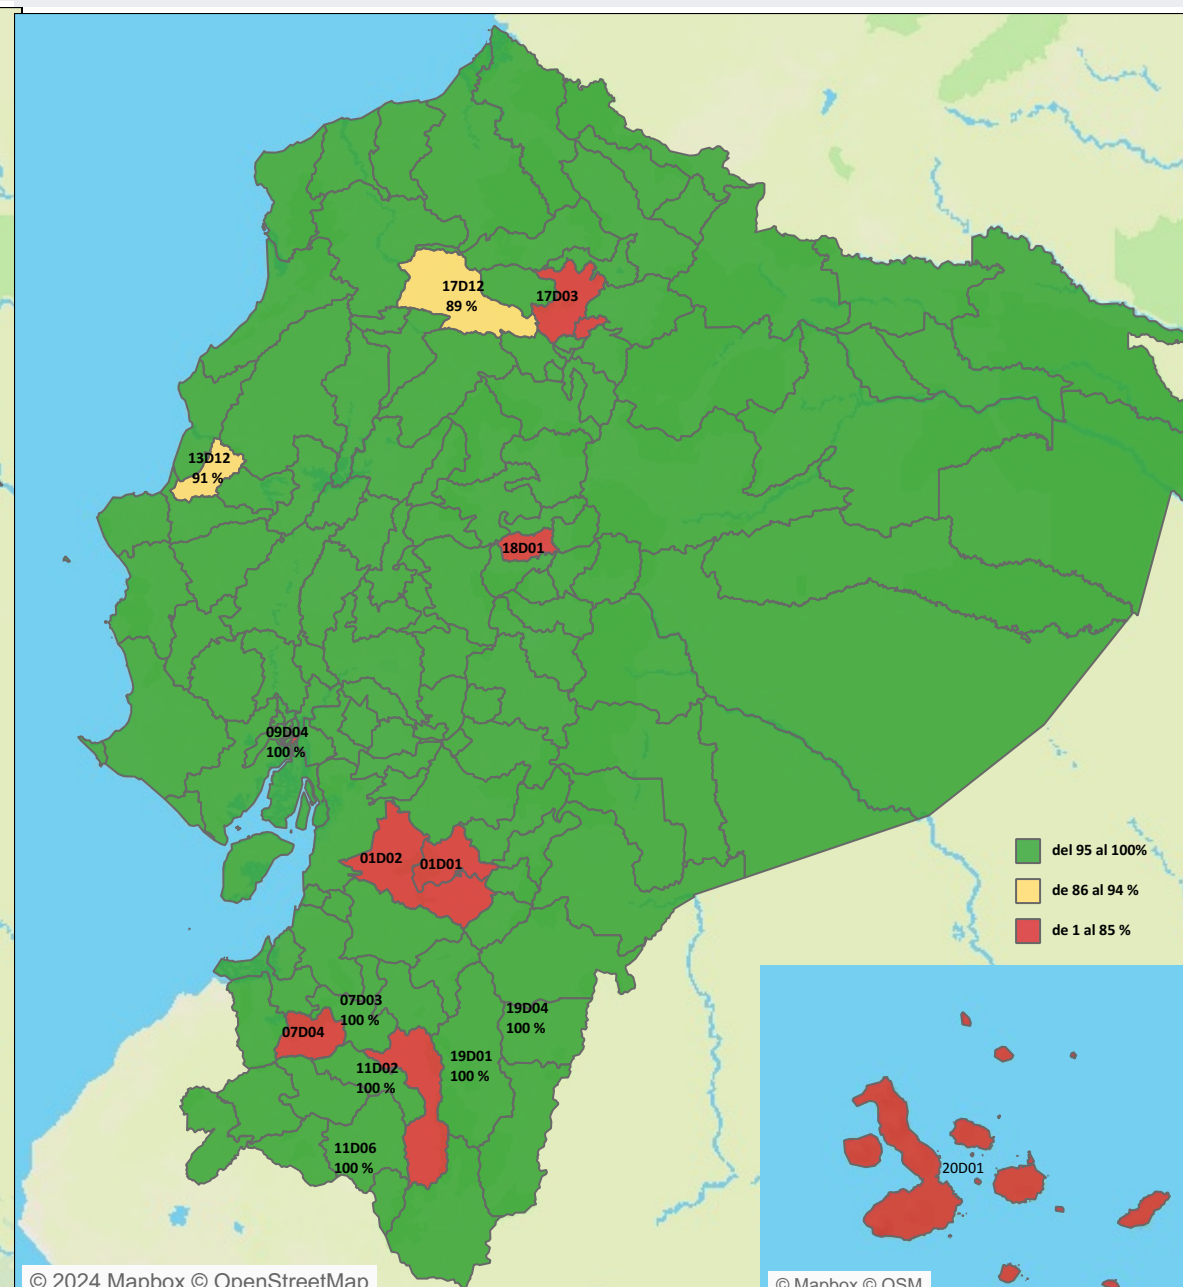 17D12
89 %
17D03
13D12
91 %
18D01
09D04
100 %
01D02
01D01
del 95 al 100%
de 86 al 94 %
de 1 al 85 %
07D03
100 %
19D04
100 %
07D04
11D02
100 %
19D01
100 %
11D06
100 %
20D01
© 2024 Mapbox © OpenStreetMap
© Mapbox © OSM